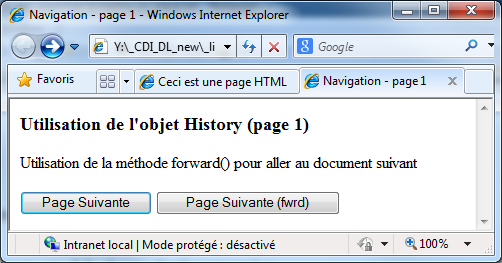 Navigation - page 1 - Windows Internet Explorer
Y:\_CDI_DL_new\_li
Google
Favoris
Ceci est une page HTML
Navigation - page 1
Utilisation de l'objet History (page 1)
Utilisation de la méthode forward() pour aller au document suivant
Page Suivante
Page Suivante (fwrd)
Intranet local | Mode protégé : désactivé
100%